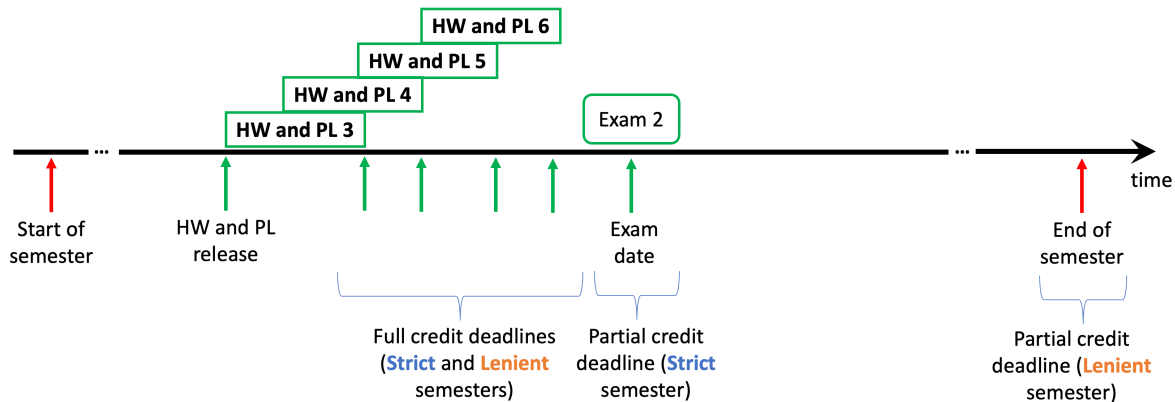 HW and PL 6
HW and PL 5
HW and PL 4
HW and PL 3
Exam 2
...
...
time
Start of
semester
HW and PL
release
Exam
date
End of
semester
Full credit deadlines
(Strict and Lenient
semesters)
Partial credit
deadline (Strict
semester)
Partial credit
deadline (Lenient
semester)